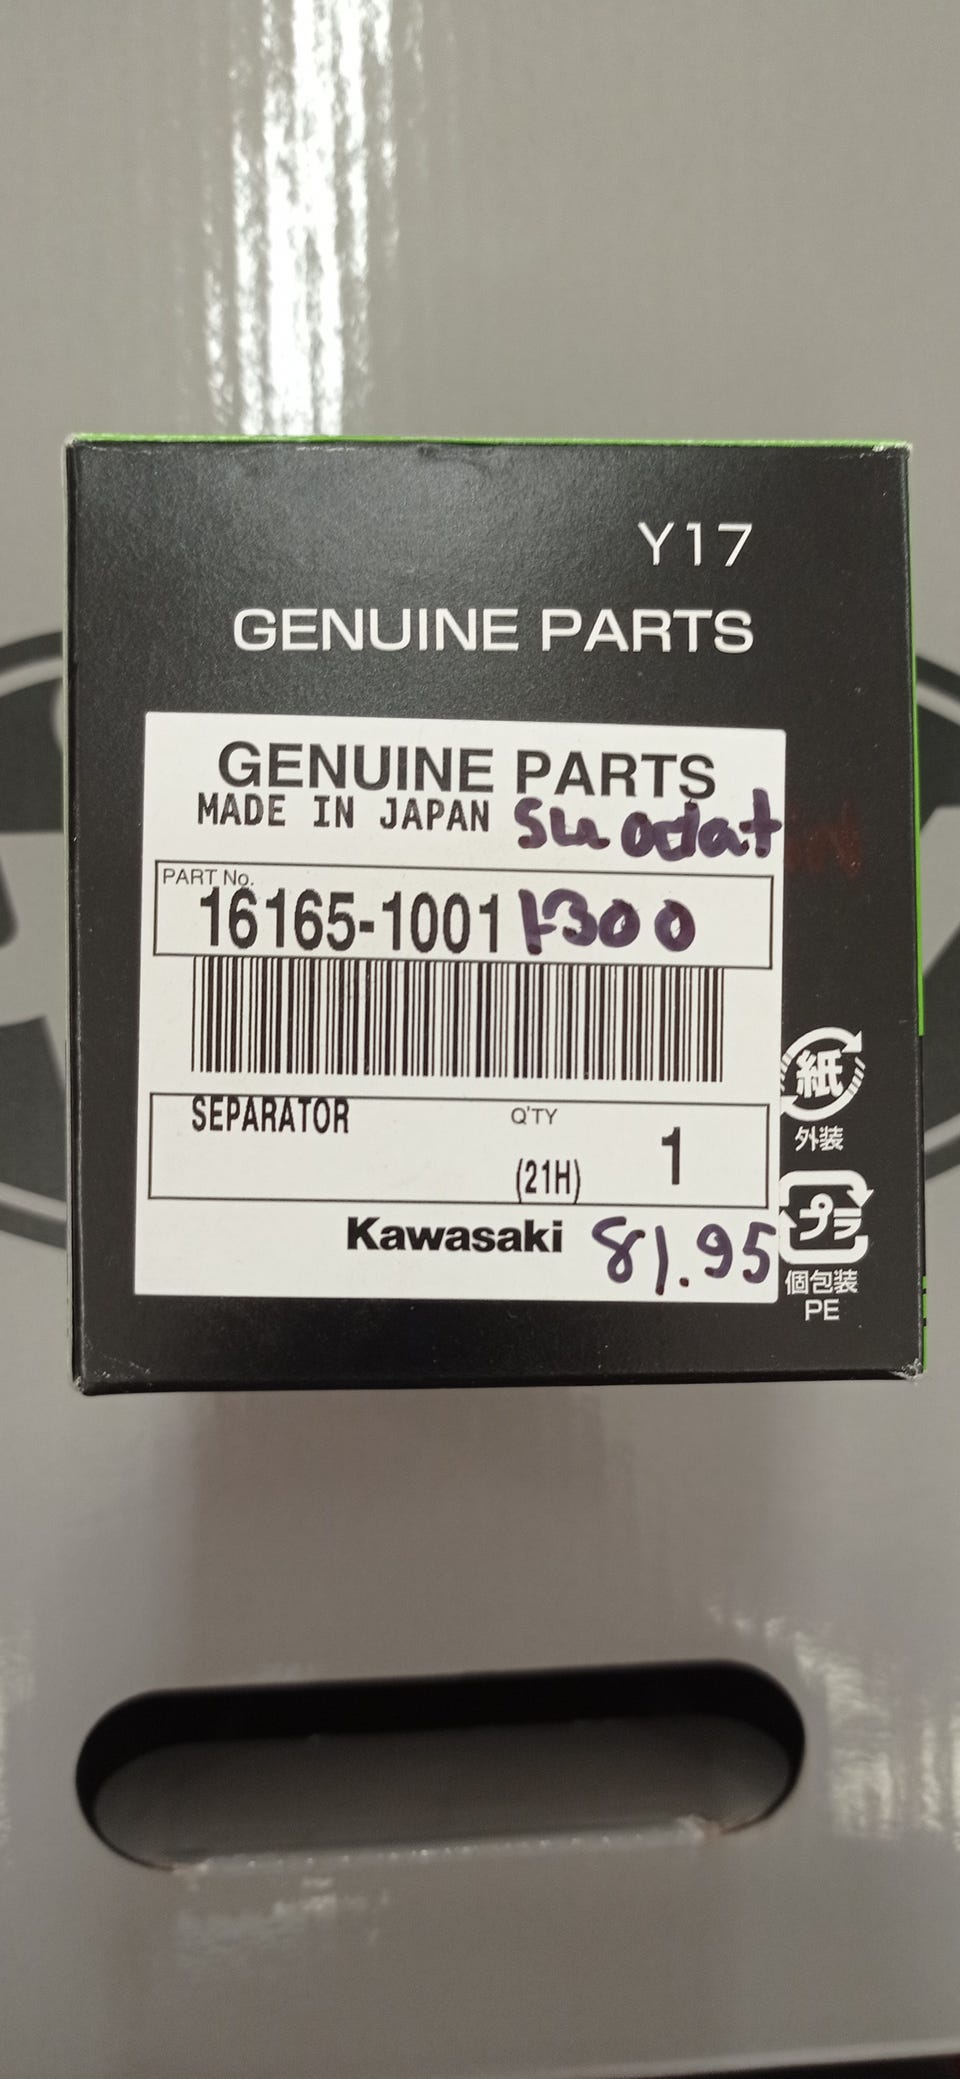 Y17
GENUINE PARTS
GENUINE PARTS
MADE IN JAPAN
PART No.
16165-1001 1300
SEPARATOR Q'TY
(21H) 1
Kawasaki 81.95
紙
外装
プラ
個包装
PE